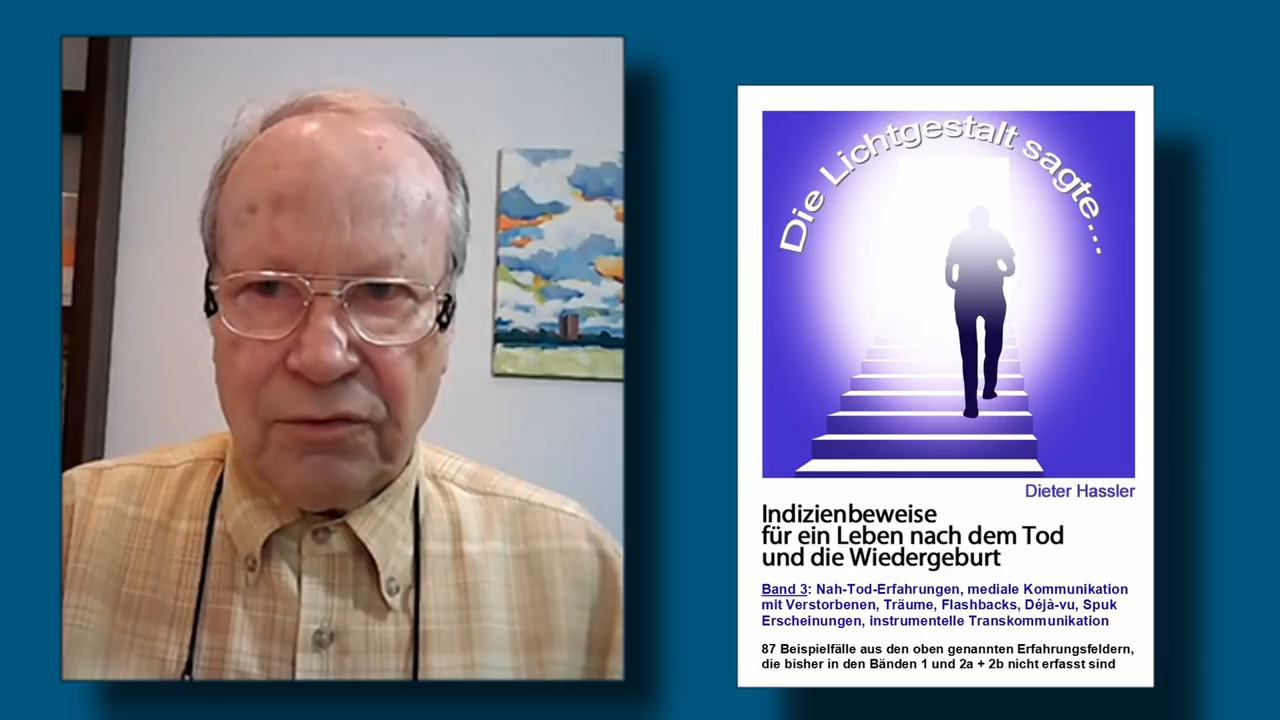 Die Lichtgestalt sagte...
Dieter Hassler
Indizienbeweise
für ein Leben nach dem Tod
und die Wiedergeburt
Band 3: Nah-Tod-Erfahrungen, mediale Kommunikation
mit Verstorbenen, Träume, Flashbacks, Déjà-vu, Spuk
Erscheinungen, instrumentelle Transkommunikation
87 Beispielfälle aus den oben genannten Erfahrungsfeldern,
die bisher in den Bänden 1 und 2a + 2b nicht erfasst sind